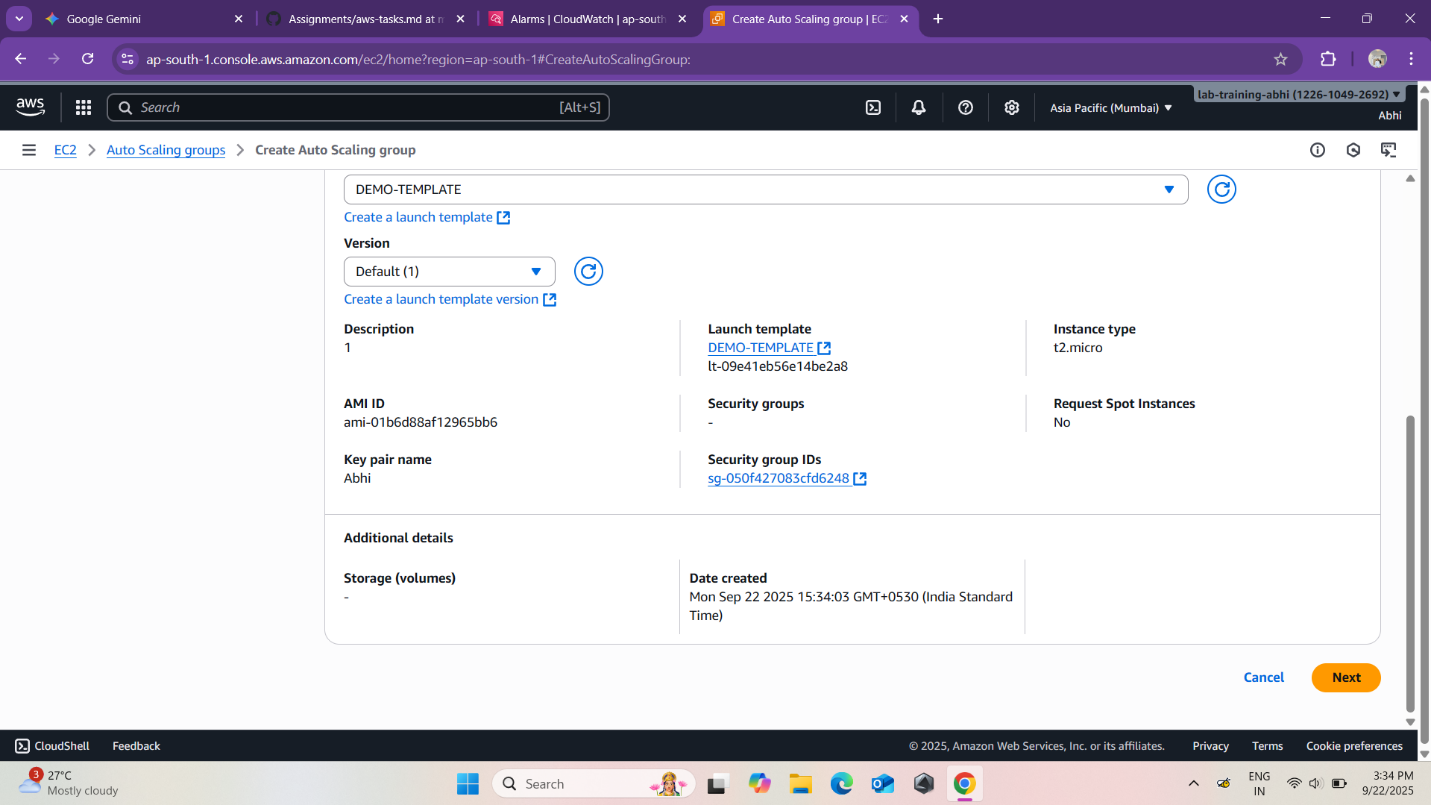 Google Gemini
Assignments/aws-tasks.md at m
Alarms | CloudWatch | ap-south
Create Auto Scaling group | EC2
ap-south-1.console.aws.amazon.com/ec2/home?region=ap-south-1#CreateAutoScalingGroup:
aws
Search [Alt+S]
Asia Pacific (Mumbai)
lab-training-abhi (1226-1049-2692)
Abhi
EC2
Auto Scaling groups
Create Auto Scaling group
DEMO-TEMPLATE
Create a launch template
Version
Default (1)
Create a launch template version
Description
1
Launch template
DEMO-TEMPLATE
lt-09e41eb56e14be2a8
Instance type
t2.micro
AMI ID
ami-01b6d88af12965bb6
Security groups
-
Request Spot Instances
No
Key pair name
Abhi
Security group IDs
sg-050f427083cfd6248
Additional details
Storage (volumes)
-
Date created
Mon Sep 22 2025 15:34:03 GMT+0530 (India Standard
Time)
Cancel
Next
CloudShell
Feedback
© 2025, Amazon Web Services, Inc. or its affiliates.
Privacy
Terms
Cookie preferences
3
27°C
Mostly cloudy
Search
ENG
IN
3:34 PM
9/22/2025